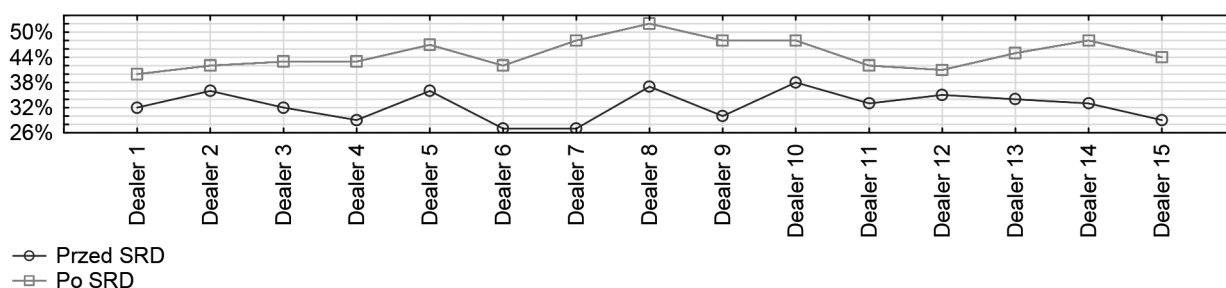 50%
44%
38%
32%
26%
Dealer 1
Dealer 2
Dealer 3
Dealer 4
Dealer 5
Dealer 6
Dealer 7
Dealer 8
Dealer 9
Dealer 10
Dealer 11
Dealer 12
Dealer 13
Dealer 14
Dealer 15
Przed SRD
Po SRD